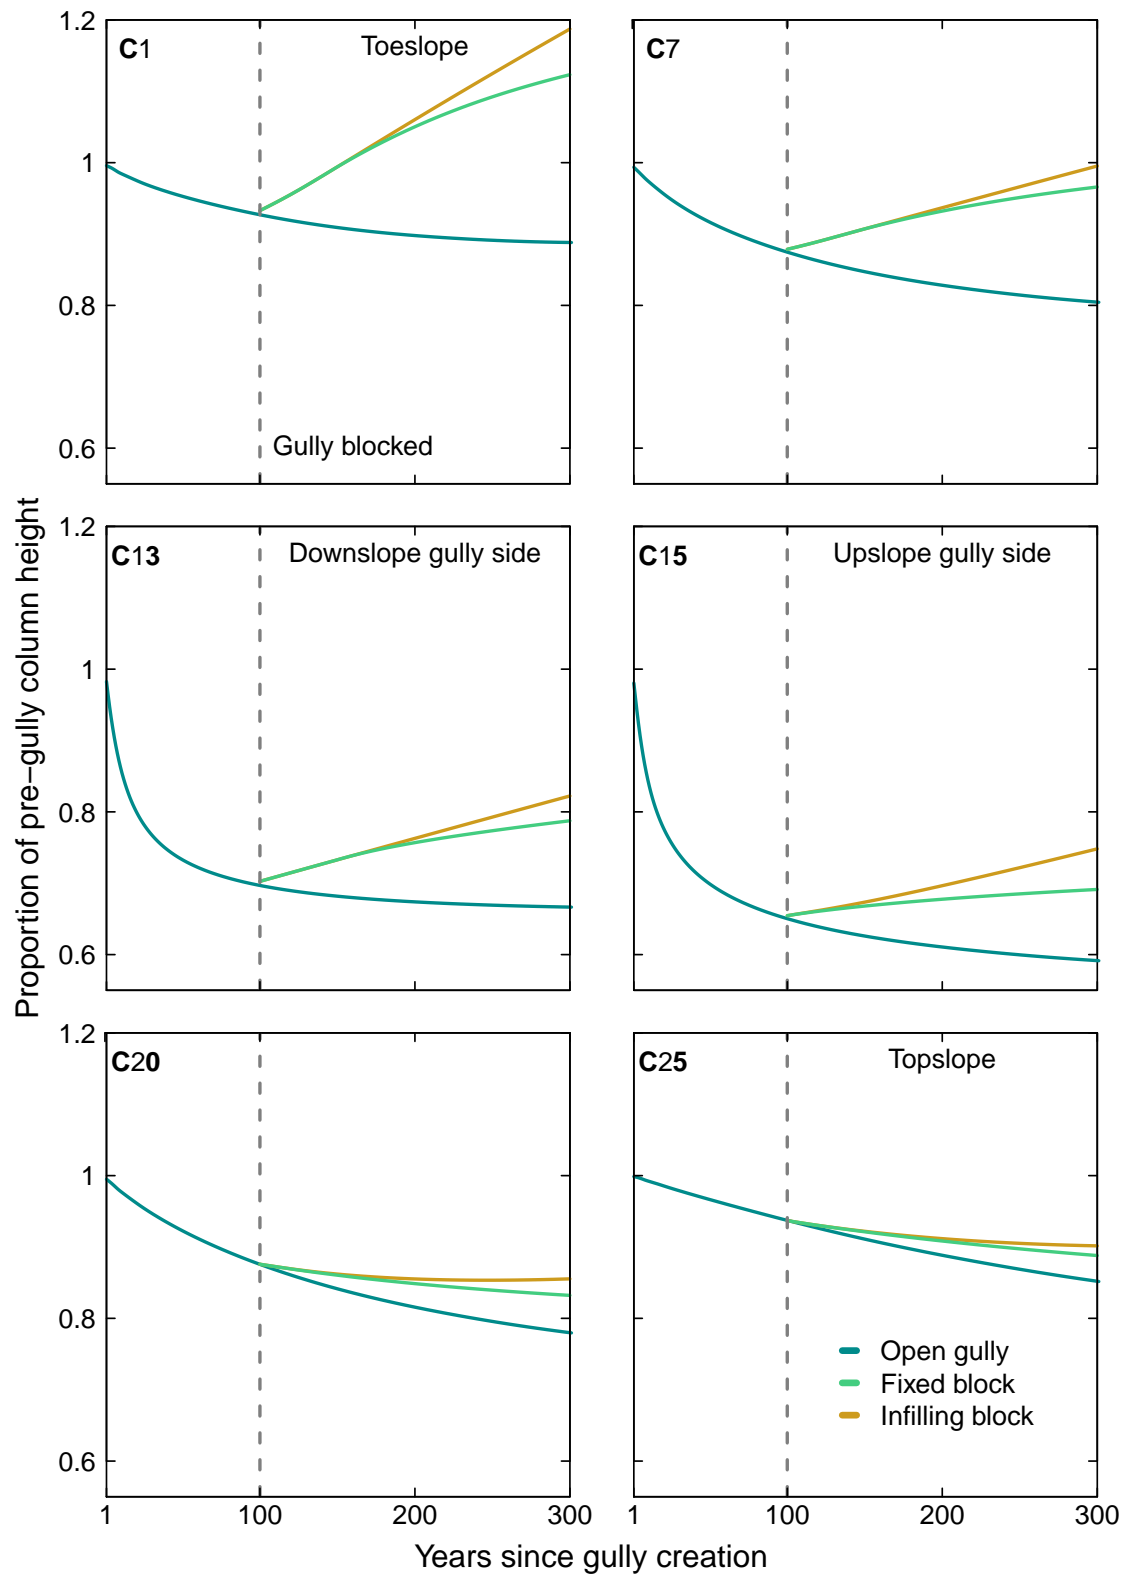 1.2
C1
Toeslope
C7
1
0.8
0.6
Gully blocked
Proportion of pre−gully column height
1.2
C13
Downslope gully side
C15
Upslope gully side
1
0.8
0.6
1.2
C20
C25
Topslope
1
0.8
Open gully
Fixed block
Infilling block
0.6
1 100 200 300 1 100 200 300
Years since gully creation